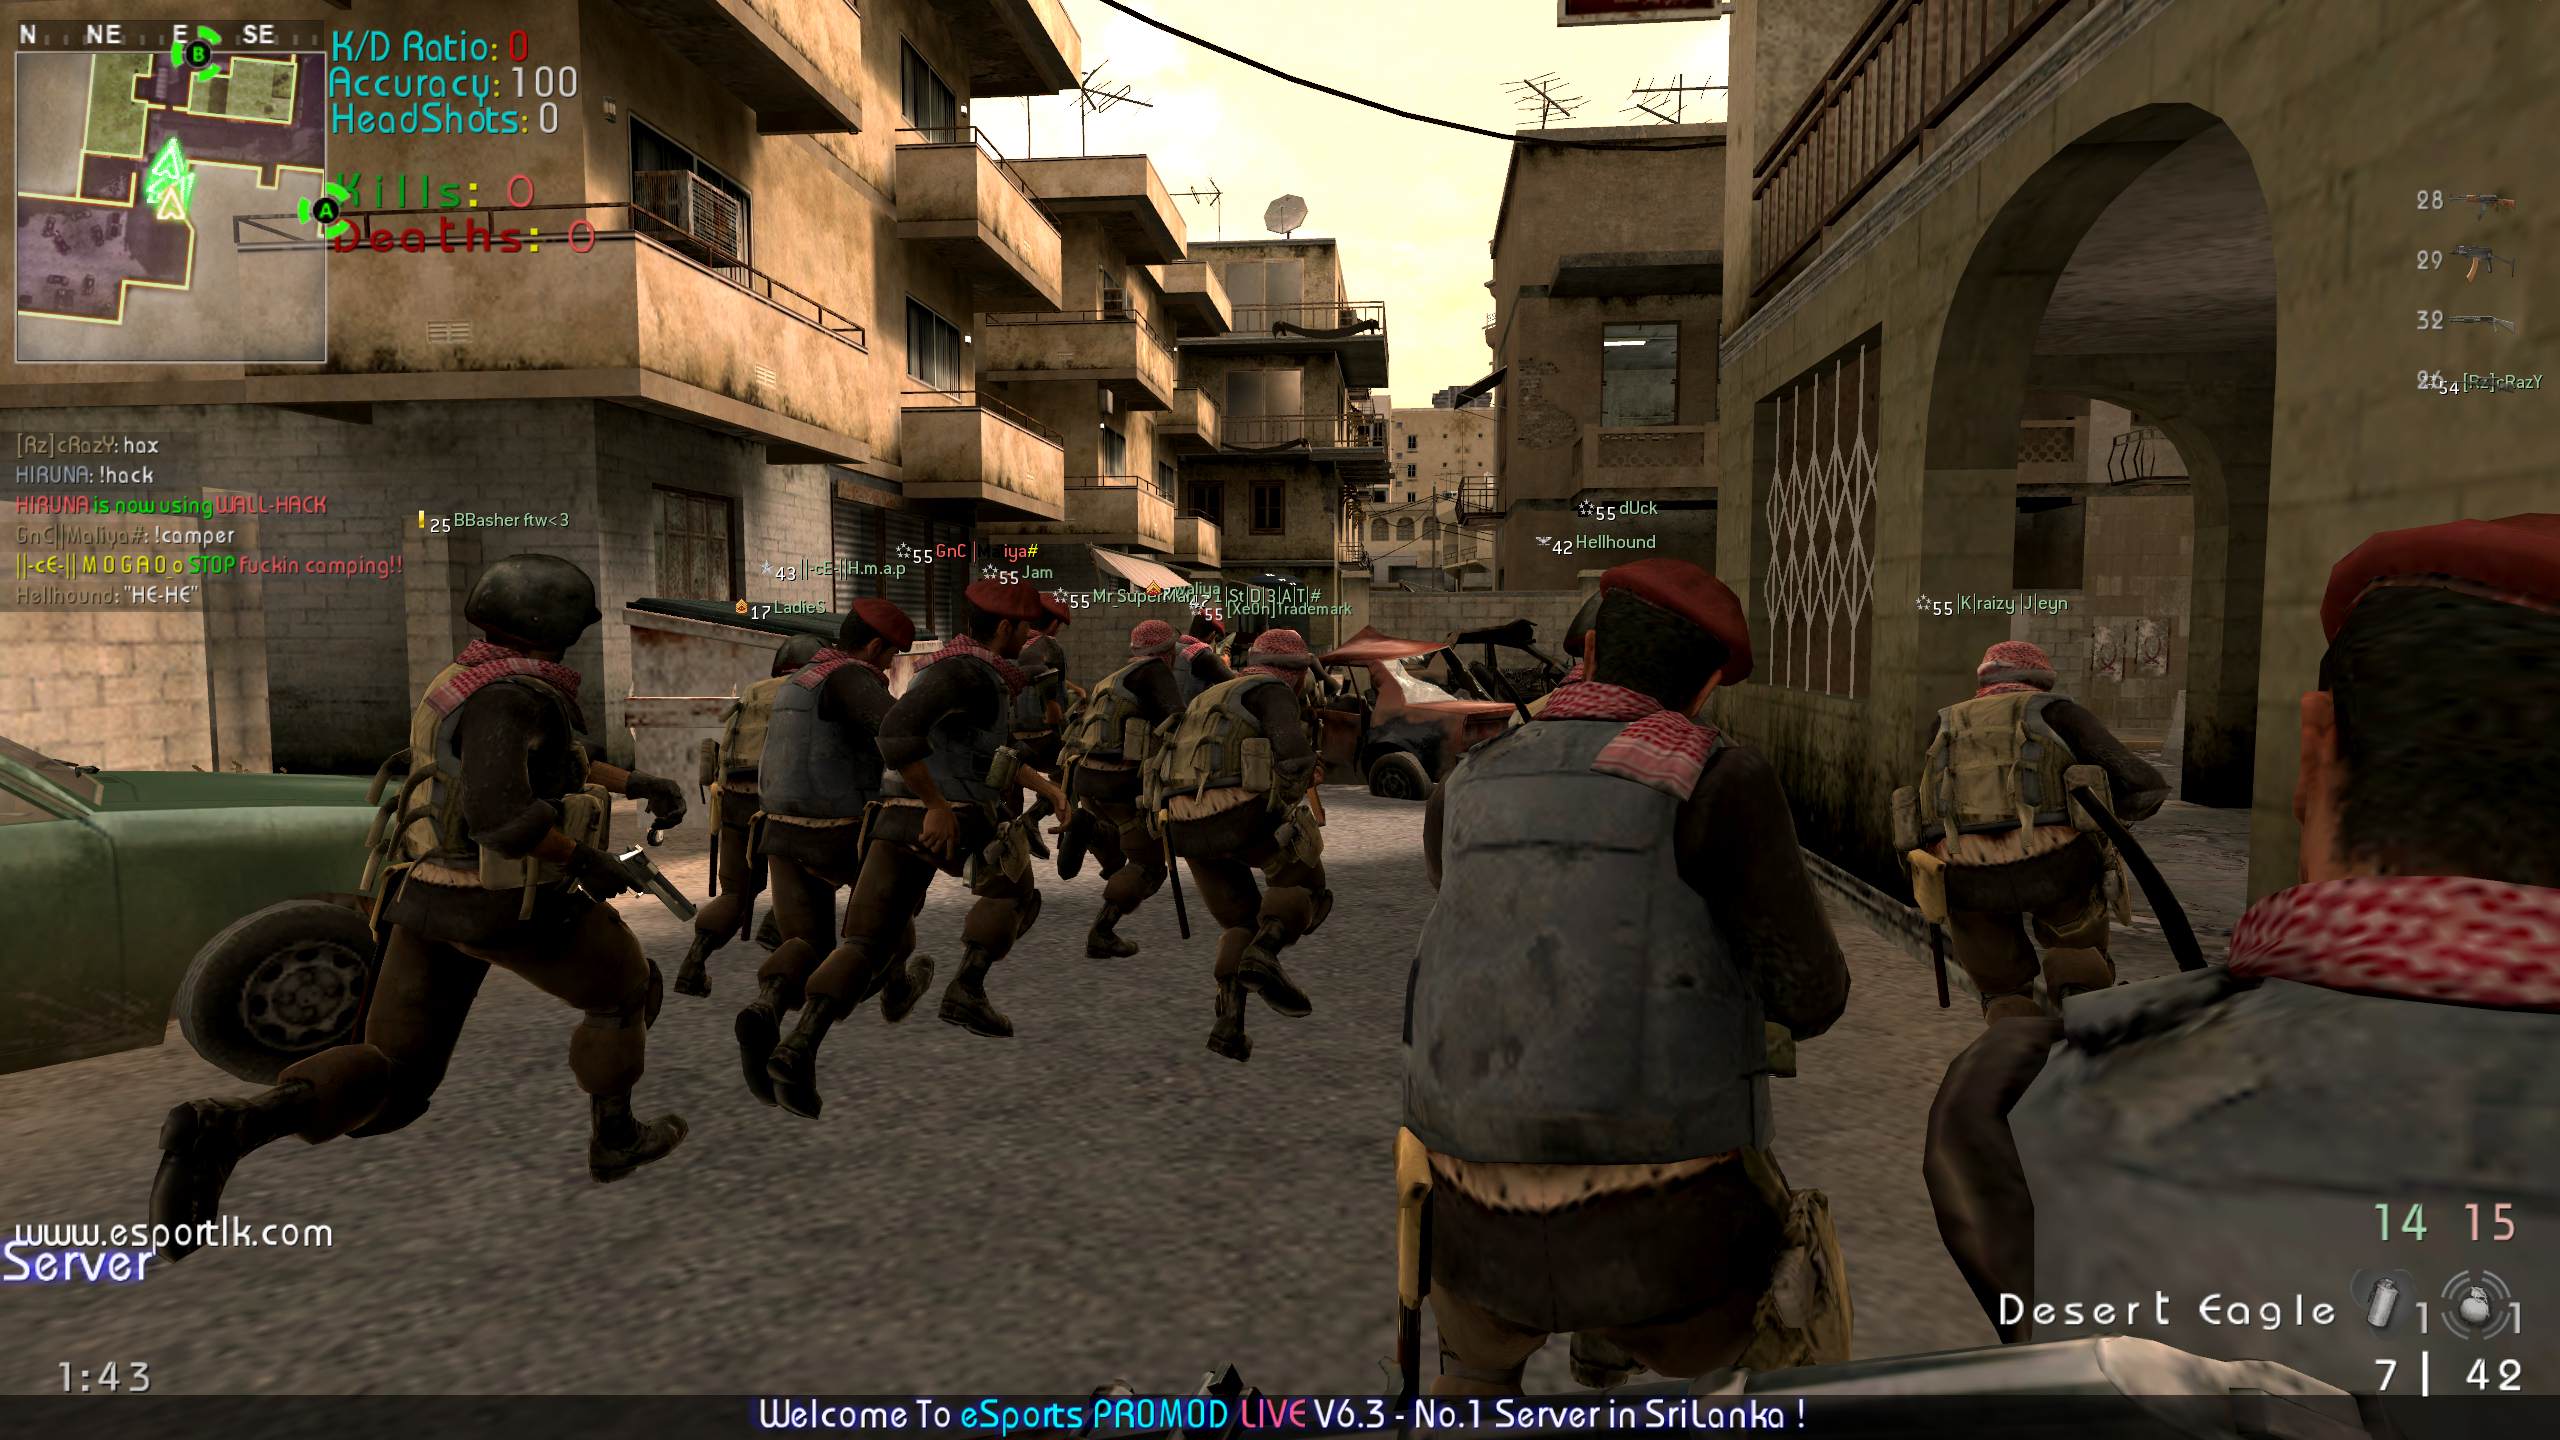 N NE E SE
B
A
K/D Ratio: 0
Accuracy: 100
HeadShots: 0
Kills: 0
Deaths: 0
28
29
32
54 [Rz]cRazY
[Rz]cRazY: hax
HIRUNA: !hack
HIRUNA is now using WALL-HACK
GnC||Maliya#: !camper
||-cE-|| M O G A O_o STOP Fuckin camping!!
Hellhound: "HE-HE"
25 BBasher ftw<3
55 dUck
42 Hellhound
55 GnC | Maliya#
43 ||-cE-||H.m.a.p
55 Jam
55 Mr_SuperMan
|St|D|3|A|T|#
17 LadieS
55 [XeUn]Trademark
55 |K|raizy |J|eyn
www.esportlk.com
Server
14 15
Desert Eagle 1 1
1:43
7 | 42
Welcome To eSports PROMOD LIVE V6.3 - No.1 Server in SriLanka !